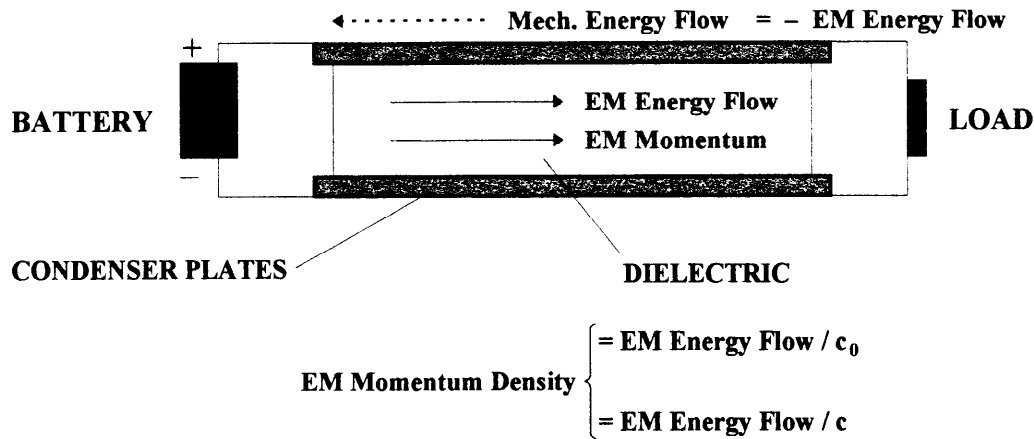 Mech. Energy Flow = – EM Energy Flow
+
EM Energy Flow
BATTERY
LOAD
EM Momentum
–
CONDENSER PLATES
DIELECTRIC
= EM Energy Flow / c₀
EM Momentum Density
= EM Energy Flow / c